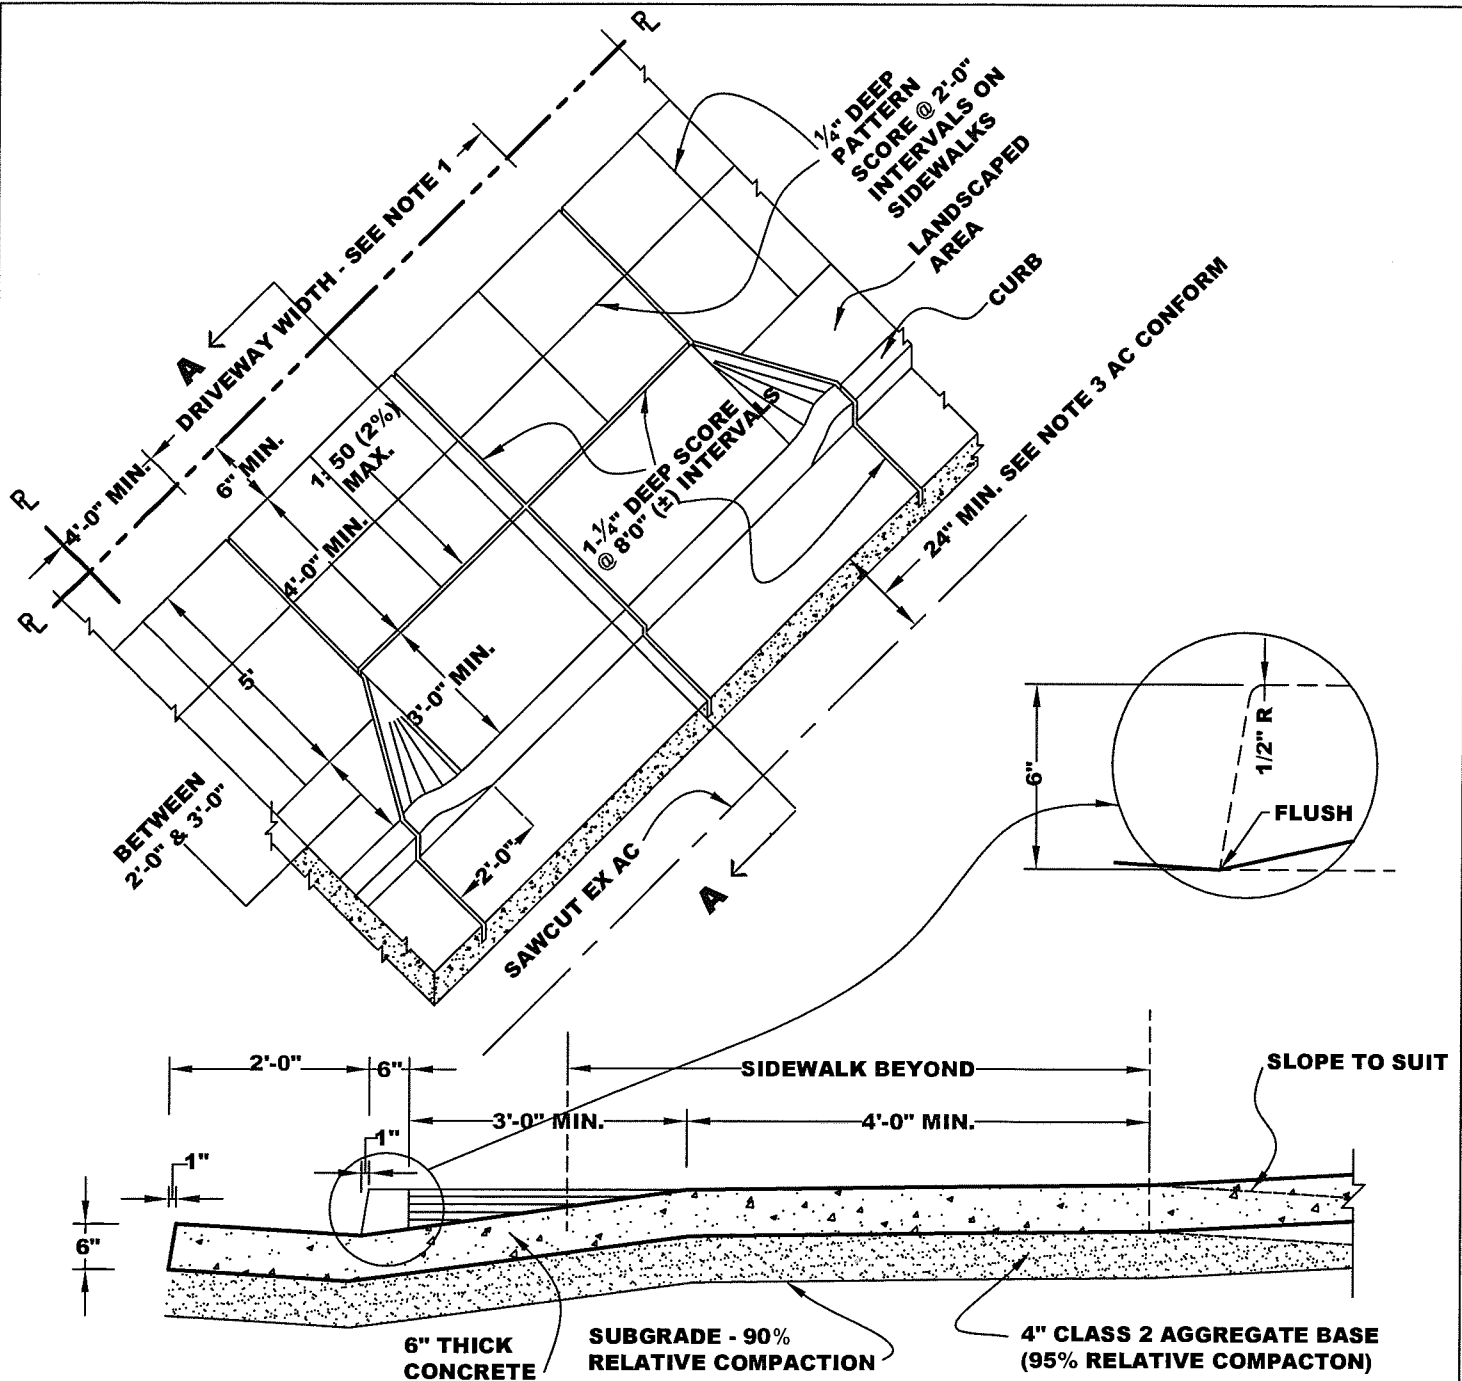 PL
DRIVEWAY WIDTH - SEE NOTE 1
1/4" DEEP
PATTERN
SCORE @ 2'-0"
INTERVALS ON
SIDEWALKS
LANDSCAPED
AREA
CURB
24" MIN. SEE NOTE 3 AC CONFORM
A
PL
4'-0" MIN.
6" MIN.
1: 50 (2%)
MAX.
4'-0" MIN.
1-1/4" DEEP SCORE
@ 8'0" (±) INTERVALS
PL
5'
3'-0" MIN.
BETWEEN
2'-0" & 3'-0"
2'-0"
SAWCUT EX AC
A
6"
1/2" R
FLUSH
2'-0"
6"
SIDEWALK BEYOND
SLOPE TO SUIT
3'-0" MIN.
4'-0" MIN.
1"
1"
6"
6" THICK
CONCRETE
SUBGRADE - 90%
RELATIVE COMPACTION
4" CLASS 2 AGGREGATE BASE
(95% RELATIVE COMPACTON)